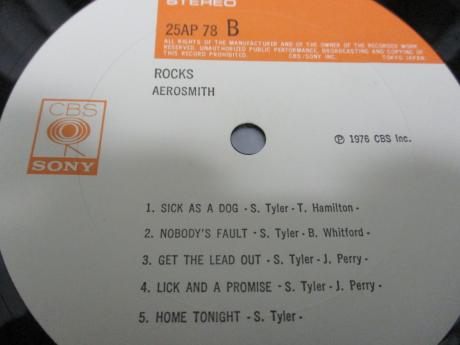 STEREO
25AP 78 B
ALL RIGHTS OF THE MANUFACTURER AND OF THE OWNER OF THE RECORDED WORK
RESERVED. UNAUTHORIZED PUBLIC PERFORMANCE, BROADCASTING AND COPYING OF
THIS RECORD PROHIBITED. CBS/SONY INC. TOKYO JAPAN.
ROCKS
AEROSMITH
CBS
SONY
℗ 1976 CBS Inc.
1. SICK AS A DOG - S. Tyler - T. Hamilton -
2. NOBODY'S FAULT - S. Tyler - B. Whitford -
3. GET THE LEAD OUT - S. Tyler - J. Perry -
4. LICK AND A PROMISE - S. Tyler - J. Perry -
5. HOME TONIGHT - S. Tyler -